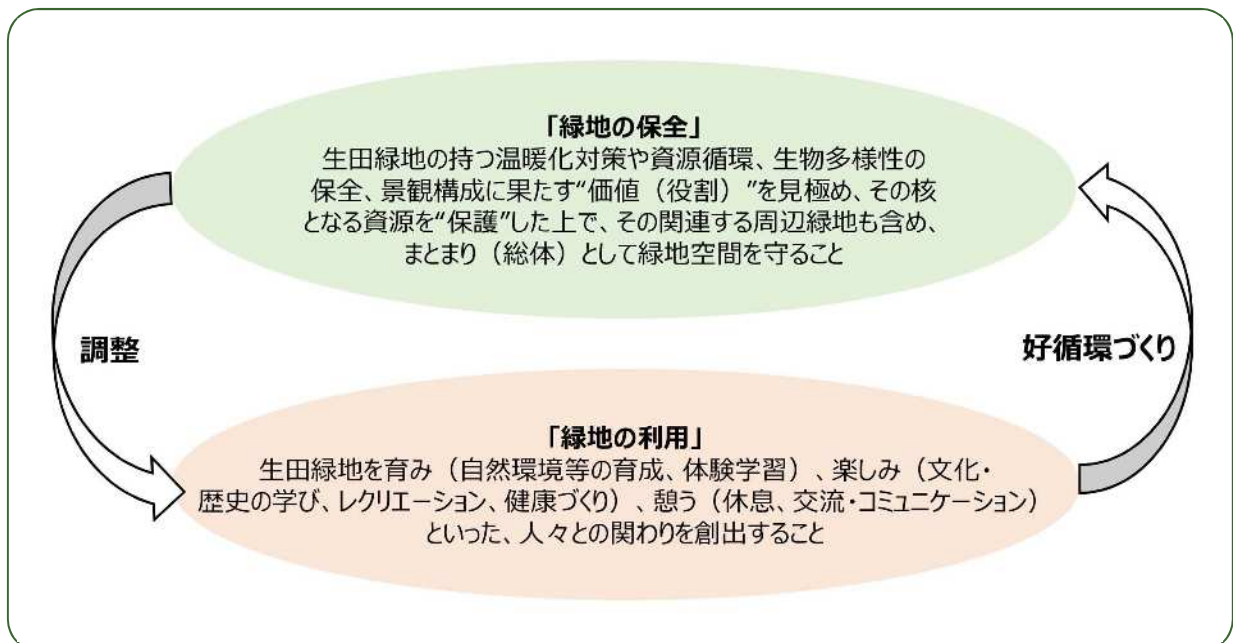 「緑地の保全」
生田緑地の持つ温暖化対策や資源循環、生物多様性の
保全、景観構成に果たす“価値（役割）”を見極め、その核
となる資源を“保護”した上で、その関連する周辺緑地も含め、
まとまり（総体）として緑地空間を守ること
調整
好循環づくり
「緑地の利用」
生田緑地を育み（自然環境等の育成、体験学習）、楽しみ（文化・
歴史の学び、レクリエーション、健康づくり）、憩う（休息、交流・コミュニケーション）
といった、人々との関わりを創出すること